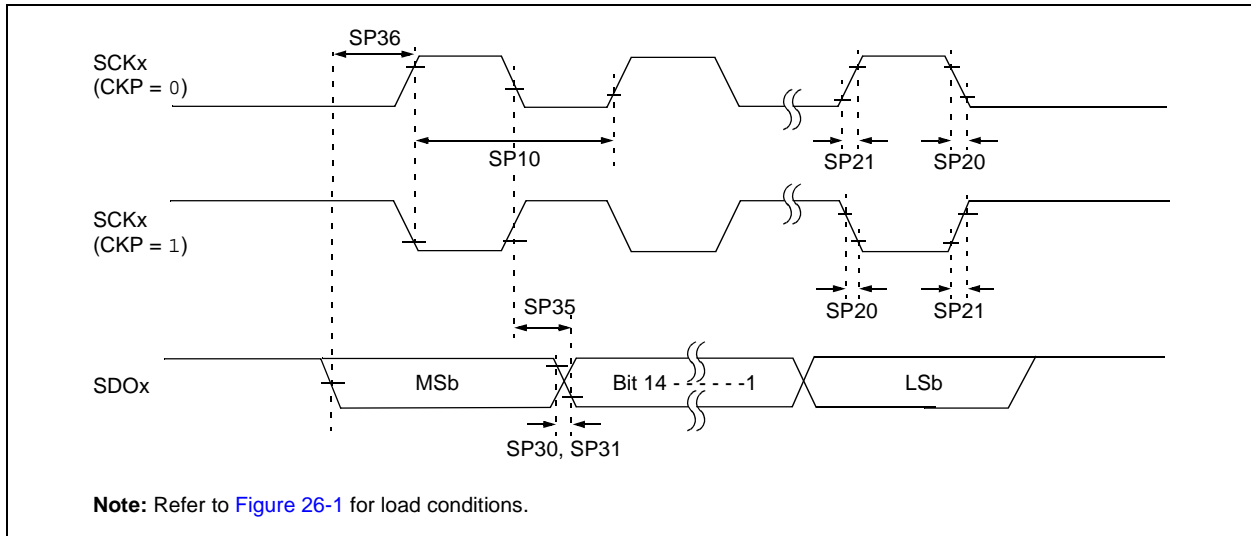 SP36
SCKx
(CKP = 0)
SP10
SP21
SP20
SCKx
(CKP = 1)
SP35
SP20
SP21
SDOx
MSb
Bit 14 - - - - - -1
LSb
SP30, SP31
Note: Refer to Figure 26-1 for load conditions.